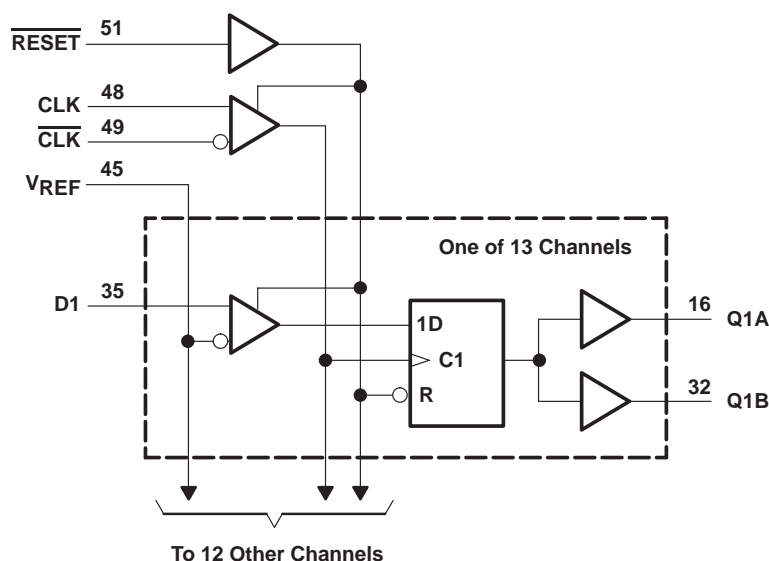 RESET 51
CLK 48
CLK 49
VREF 45
One of 13 Channels
D1 35
1D
C1
R
16 Q1A
32 Q1B
To 12 Other Channels